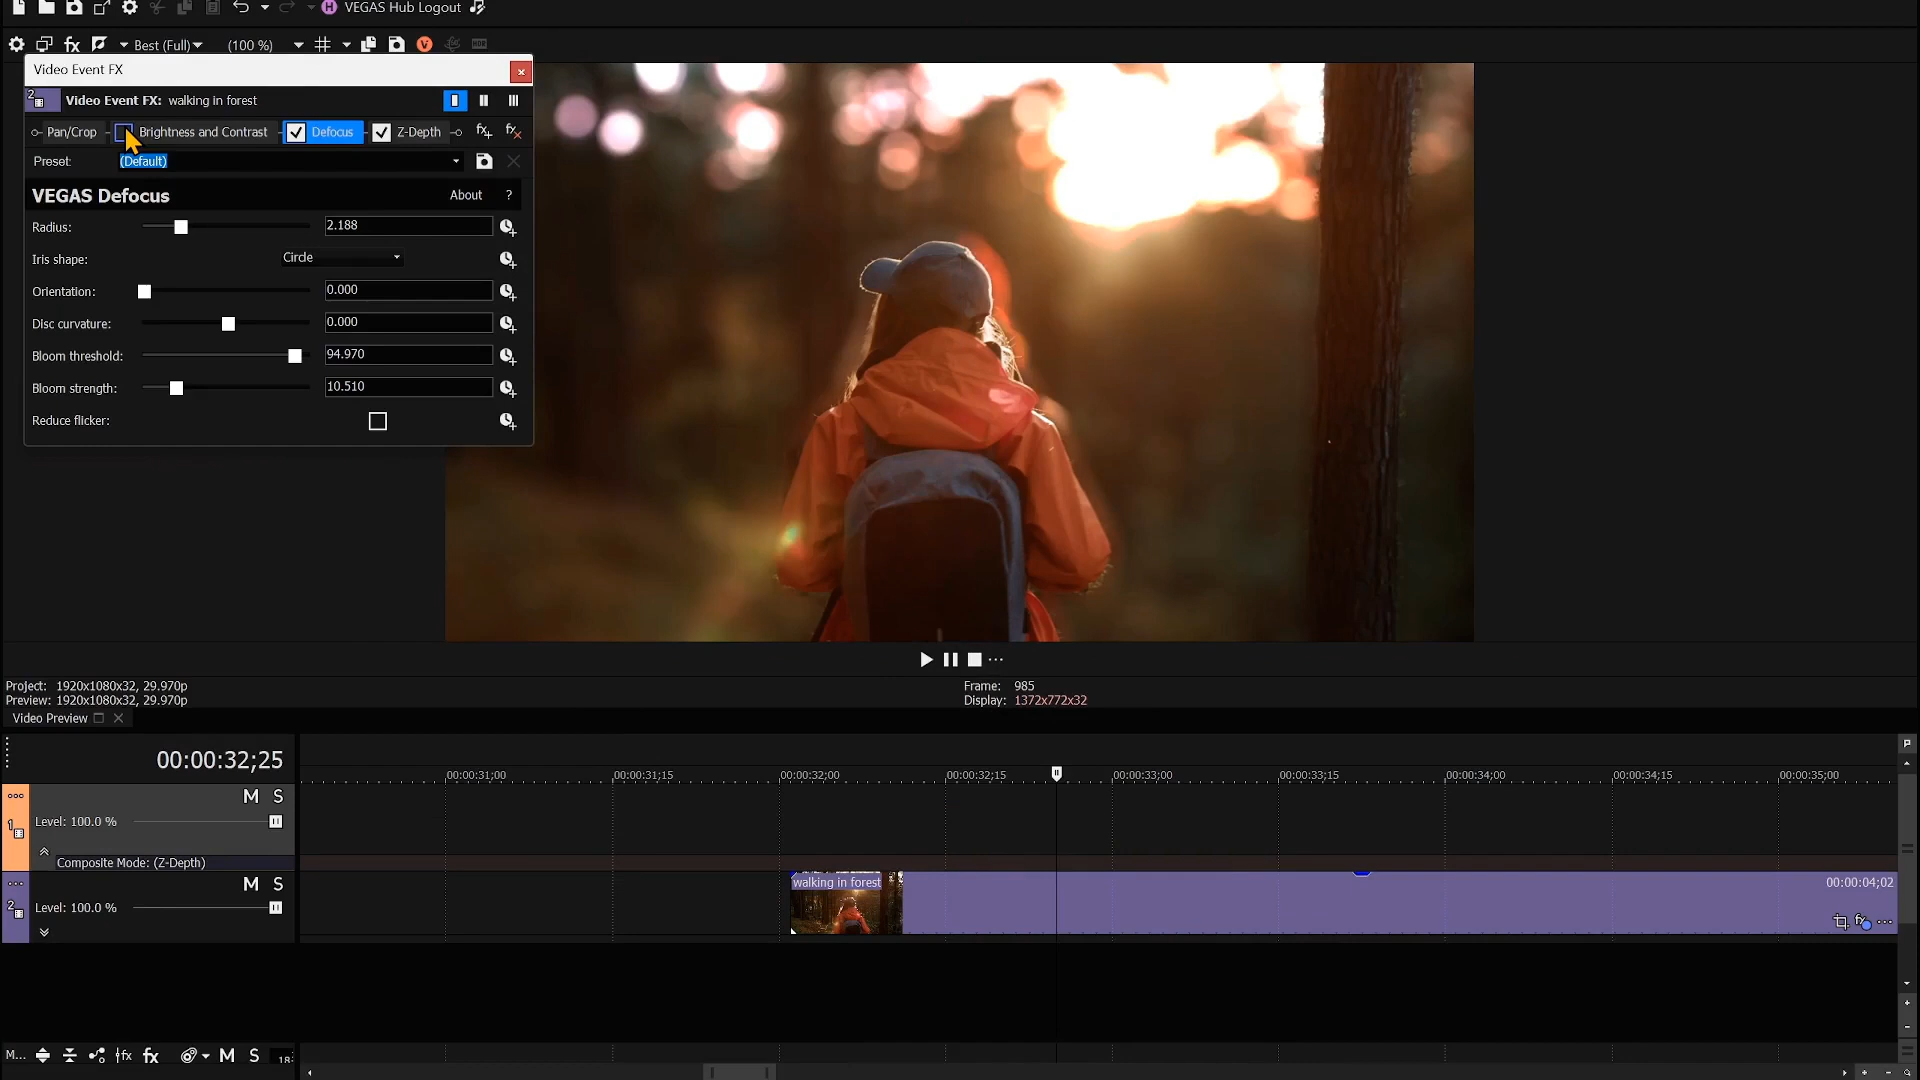 VEGAS Hub Logout
Best (Full) (100 %)
Video Event FX
2 Video Event FX: walking in forest
Pan/Crop Brightness and Contrast Defocus Z-Depth
Preset: (Default)
VEGAS Defocus About ?
Radius: 2.188
Iris shape: Circle
Orientation: 0.000
Disc curvature: 0.000
Bloom threshold: 94.970
Bloom strength: 10.510
Reduce flicker:
Project: 1920x1080x32, 29.970p Frame: 985
Preview: 1920x1080x32, 29.970p Display: 1372x772x32
Video Preview
00:00:32;25
00:00:31;00 00:00:31;15 00:00:32;00 00:00:32;15 00:00:33;00 00:00:33;15 00:00:34;00 00:00:34;15 00:00:35;00
M S
1 Level: 100.0 %
Composite Mode: (Z-Depth)
M S
2 Level: 100.0 %
walking in forest 00:00:04;02
M... fx fx M S